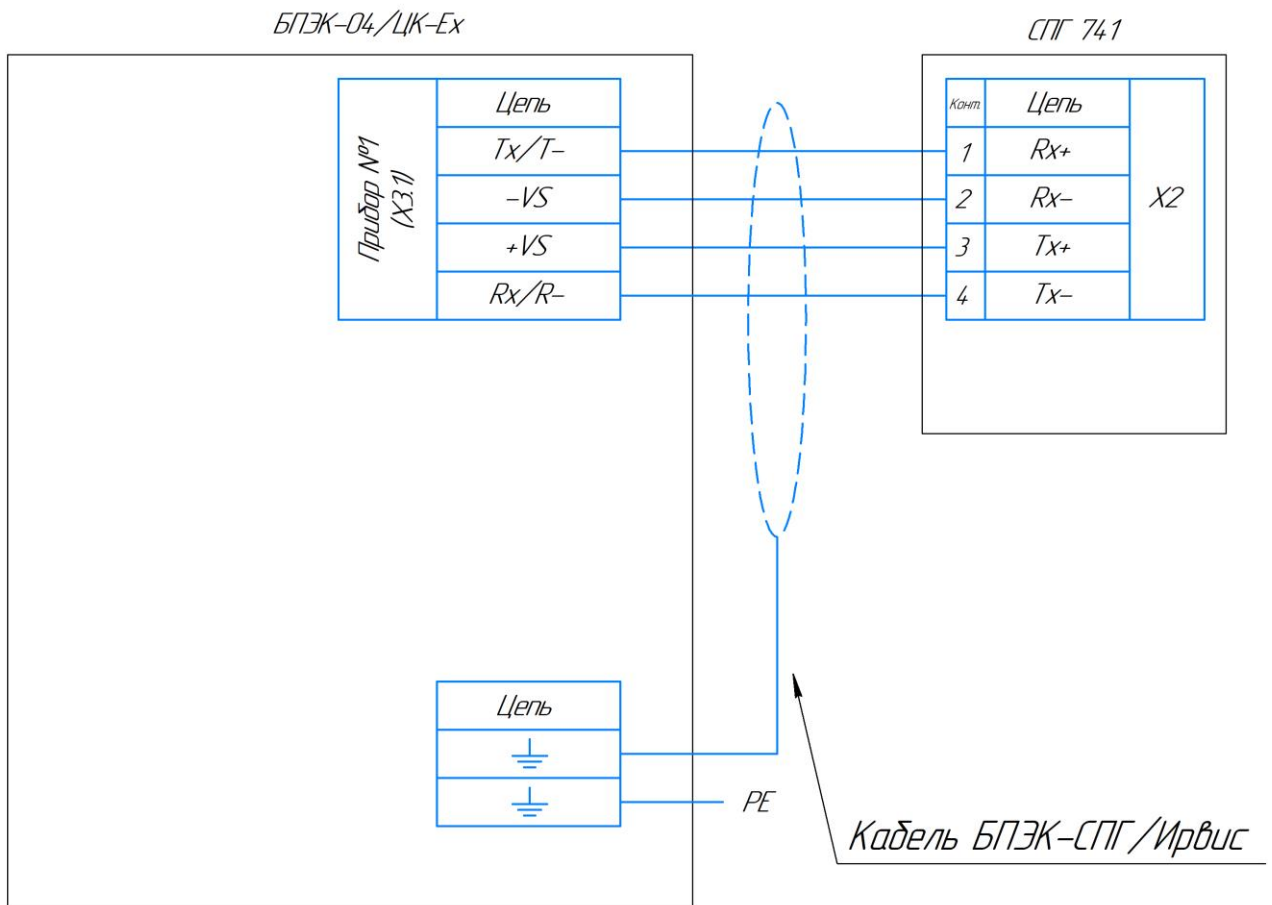 БПЭК-04/ЦК-Ех
СПГ 741
Прибор №1
(X3.1)
Цепь
Tx/T-
-VS
+VS
Rx/R-
Конт.
Цепь
1
Rx+
2
Rx-
3
Tx+
4
Tx-
X2
Цепь
PE
Кабель БПЭК-СПГ/Ирвис